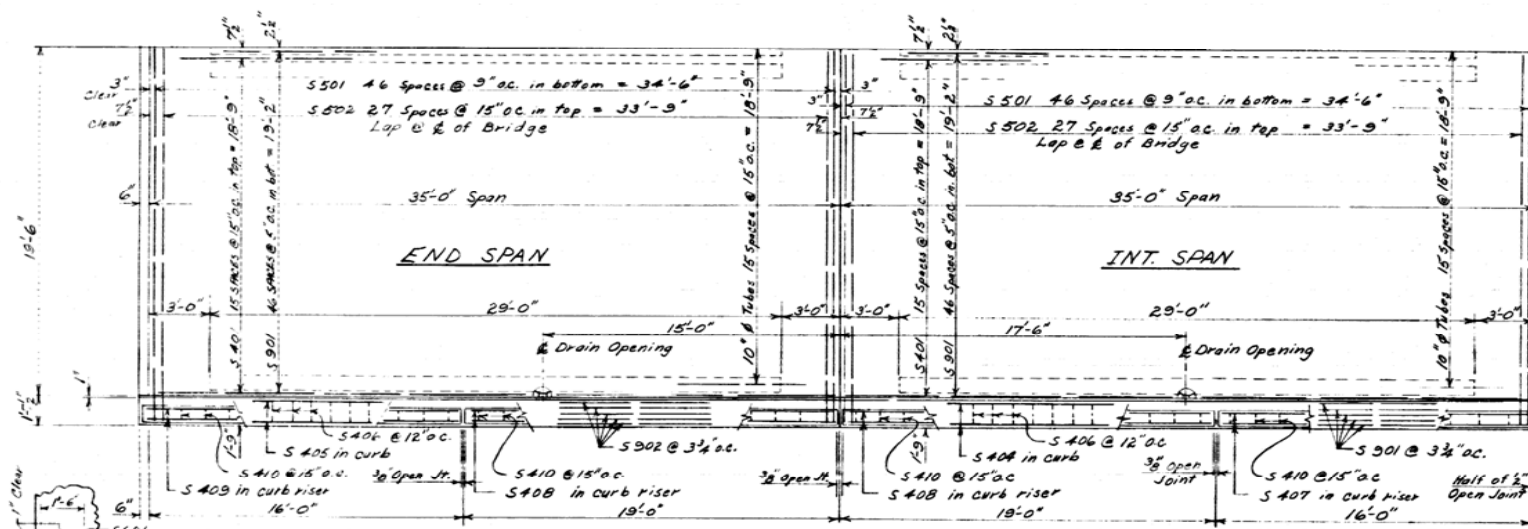 7½"
2½"
7½"
2½"
3"
Clear
7½"
Clear
S 501 46 Spaces @ 9" o.c. in bottom = 34'-6"
S 502 27 Spaces @ 15" o.c. in top = 33'-9"
Lap @ ℄ of Bridge
3"
3"
7½"
7½"
S 501 46 Spaces @ 9" o.c. in bottom = 34'-6"
S 502 27 Spaces @ 15" o.c. in top = 33'-9"
Lap @ ℄ of Bridge
19'-6"
6"
S 401 15 SPACES @ 15" o.c. in top = 18'-9"
S 901 46 SPACES @ 5" o.c. in bot = 19'-2"
35'-0" Span
END SPAN
10" ⌀ Tubes 15 Spaces @ 15" o.c. = 18'-9"
S 401 15 Spaces @ 15" o.c. in top = 18'-9"
S 901 46 Spaces @ 5" o.c. in bot = 19'-2"
35'-0" Span
INT. SPAN
10" ⌀ Tubes 15 Spaces @ 15" o.c. = 18'-9"
3'-0"
29'-0"
3'-0"
3'-0"
29'-0"
3'-0"
15'-0"
17'-6"
℄ Drain Opening
℄ Drain Opening
1"
1'-9"
S 406 @ 12" o.c.
S 405 in curb
S 410 @ 15" o.c.
S 409 in curb riser
⅜" Open Jt.
S 902 @ 3¾" o.c.
S 410 @ 15" o.c.
S 408 in curb riser
⅜" Open Jt.
1'-9"
S 406 @ 12" o.c.
S 404 in curb
S 410 @ 15" o.c.
S 408 in curb riser
⅜" Open
Joint
S 901 @ 3¾" o.c.
S 410 @ 15" o.c.
S 407 in curb riser
Half of ½"
Open Joint
1" Clear
1'-6"
6"
16'-0"
19'-0"
19'-0"
16'-0"